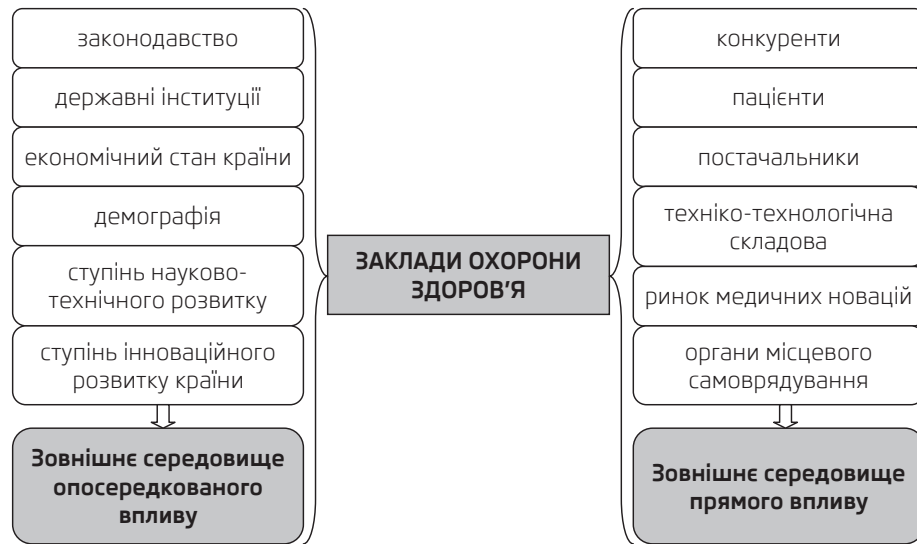 законодавство
державні інституції
економічний стан країни
демографія
ступінь науково-
технічного розвитку
ступінь інноваційного
розвитку країни
Зовнішнє середовище
опосередкованого
впливу
ЗАКЛАДИ ОХОРОНИ
ЗДОРОВ'Я
конкуренти
пацієнти
постачальники
техніко-технологічна
складова
ринок медичних новацій
органи місцевого
самоврядування
Зовнішнє середовище
прямого впливу